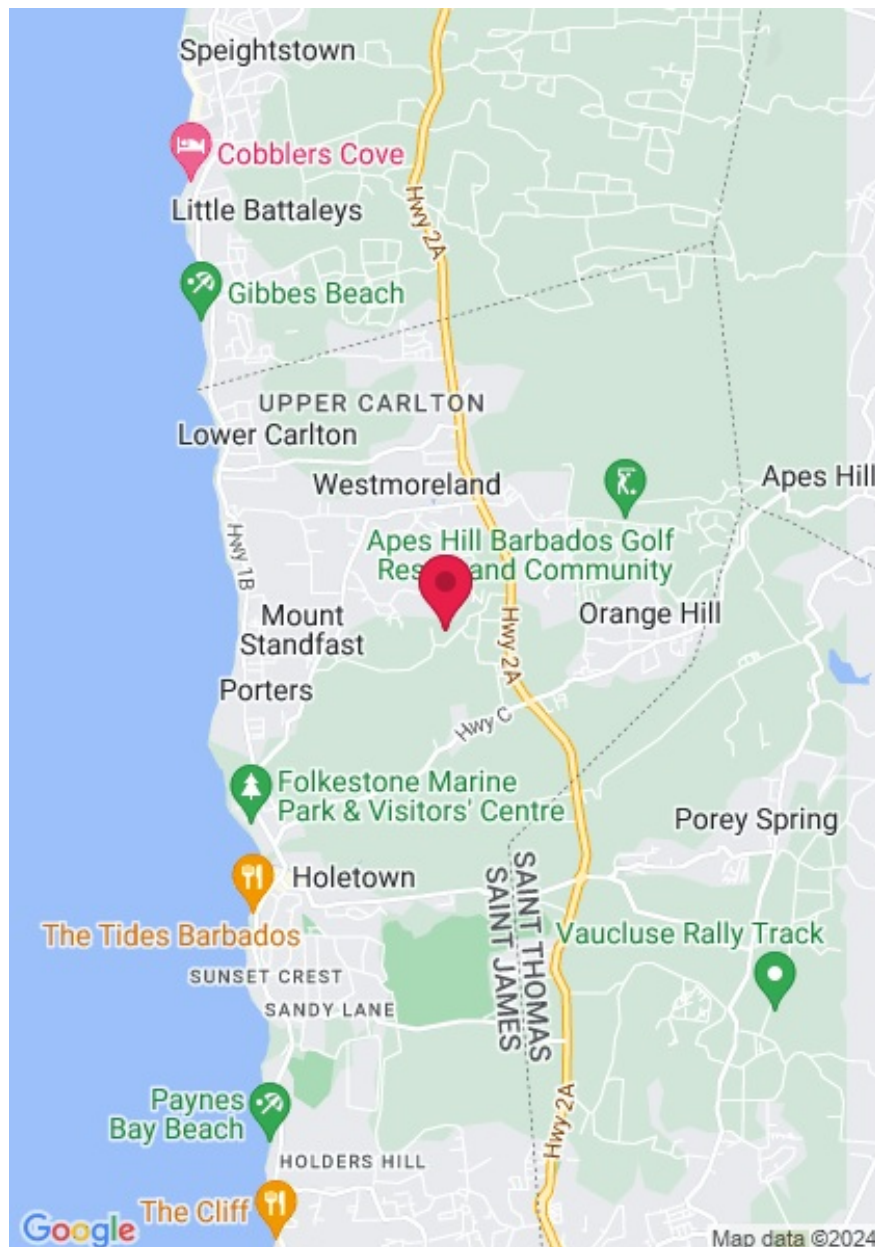 Speightstown
Cobblers Cove
Little Battaleys
Hwy 2A
Gibbes Beach
UPPER CARLTON
Lower Carlton
Westmoreland
Apes Hill
Hwy 1B
Apes Hill Barbados Golf
and Community
Mount
Standfast
Orange Hill
Hwy 2A
Porters
Hwy C
Folkestone Marine
Park & Visitors' Centre
Porey Spring
Holetown
SAINT THOMAS
SAINT JAMES
The Tides Barbados
Vaucluse Rally Track
SUNSET CREST
SANDY LANE
Paynes
Bay Beach
Hwy 2A
HOLDERS HILL
The Cliff
Google
Map data ©2024